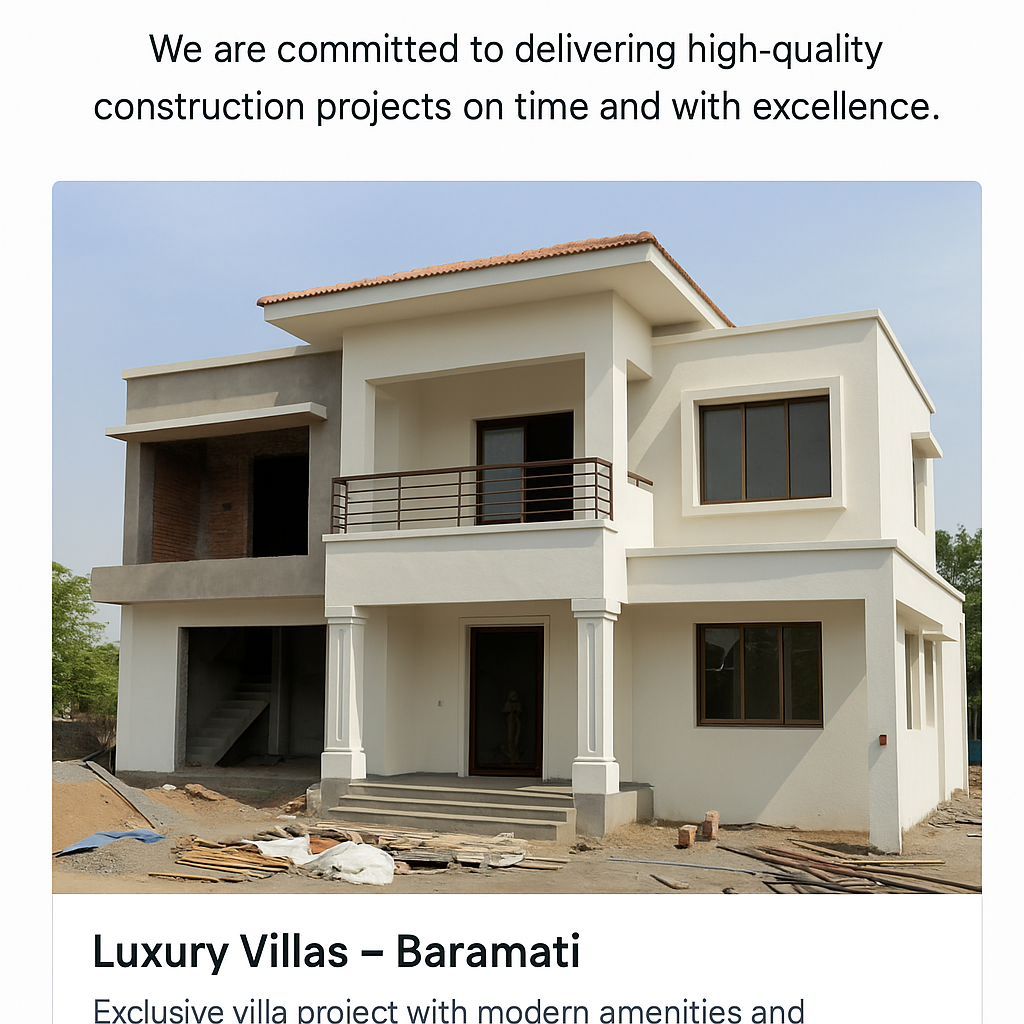 We are committed to delivering high-quality
construction projects on time and with excellence.
Luxury Villas – Baramati
Exclusive villa project with modern amenities and